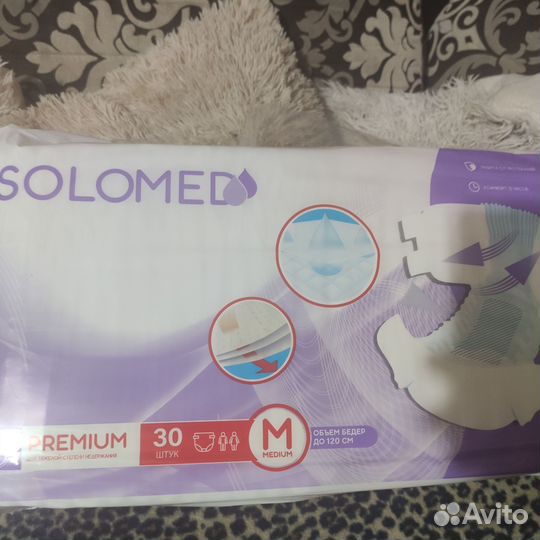 SOLOMED
PREMIUM
30
ШТУК
M
MEDIUM
ОБЪЕМ БЕДЕР
ДО 120 СМ
Avito